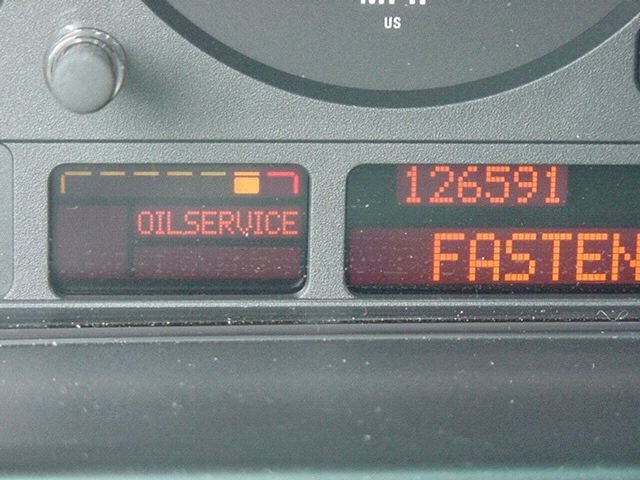 US
126591
OILSERVICE
FASTEN